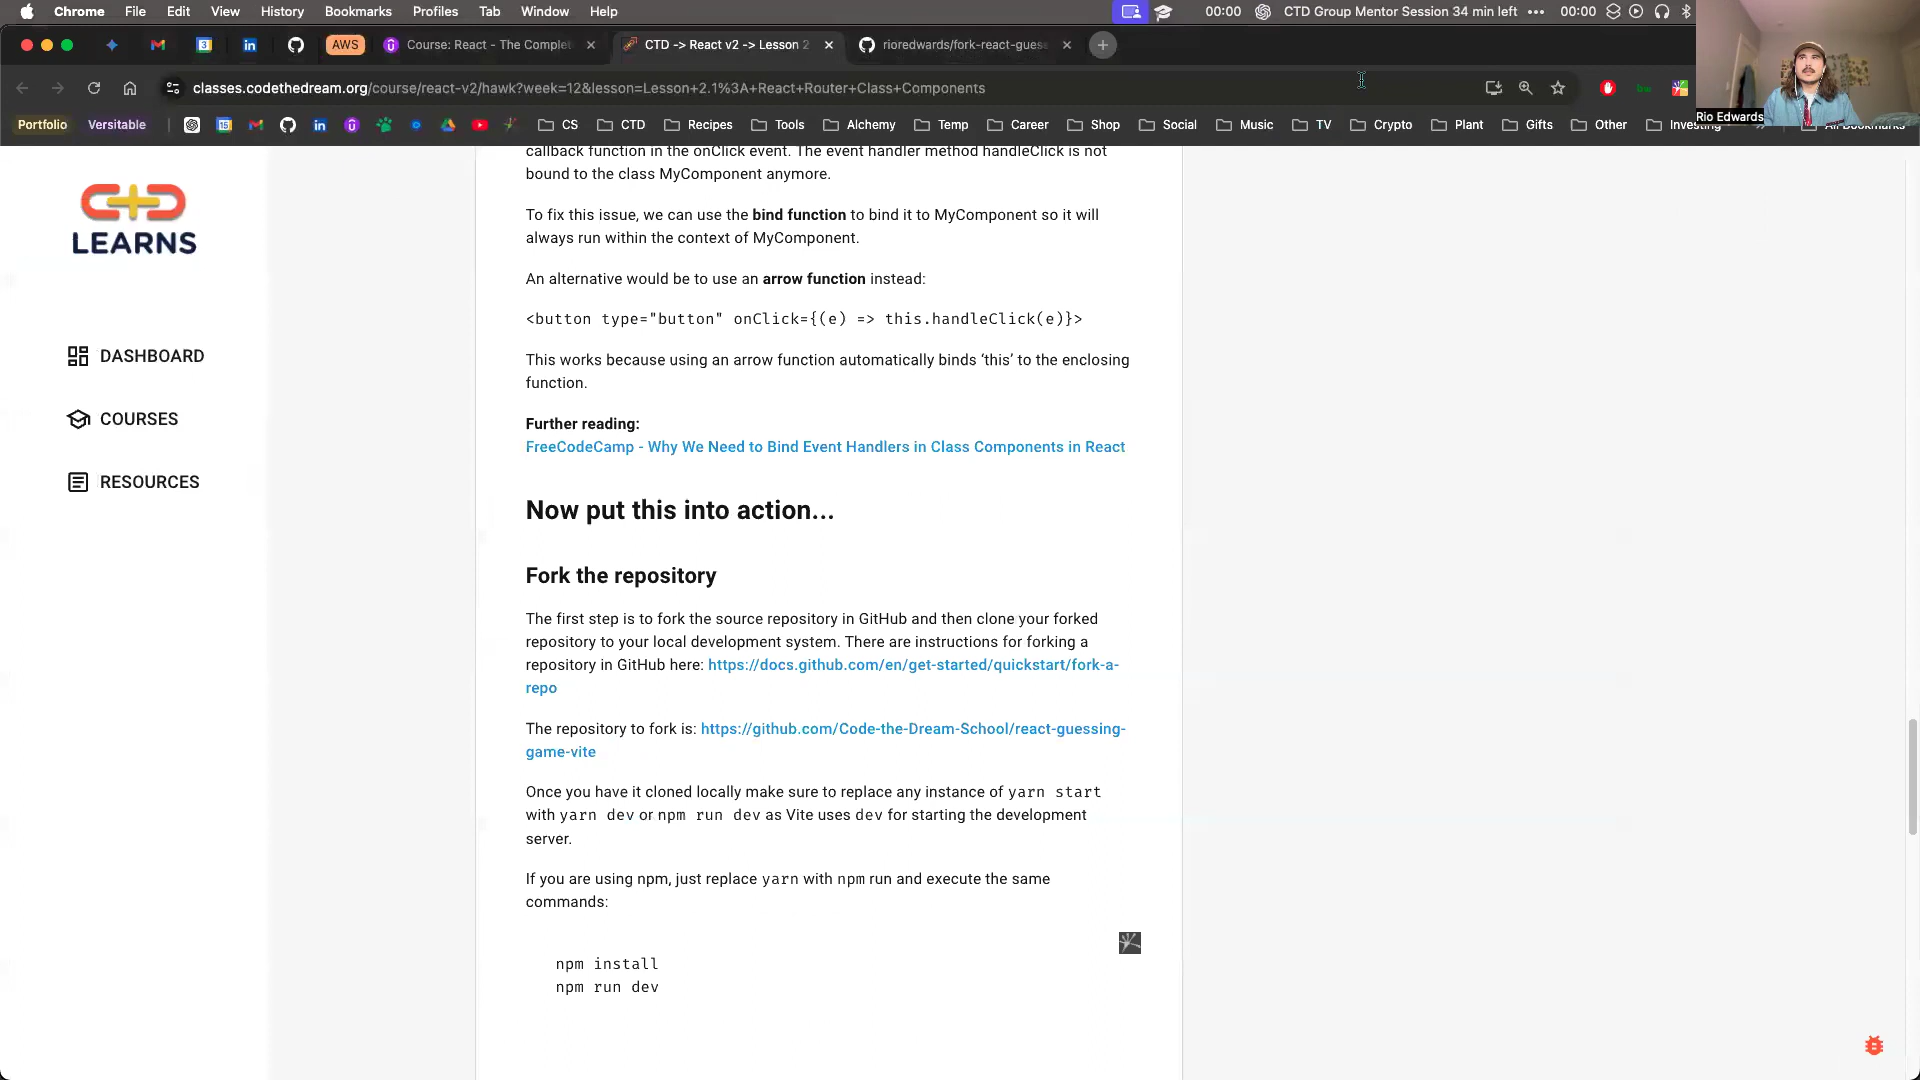 Chrome File Edit View History Bookmarks Profiles Tab Window Help 00:00 CTD Group Mentor Session 34 min left ••• 00:00
AWS Course: React - The Complet CTD -> React v2 -> Lesson 2 rioredwards/fork-react-gues
classes.codethedream.org/course/react-v2/hawk?week=12&lesson=Lesson+2.1%3A+React+Router+Class+Components
Rio Edwards
Portfolio Versitable CS CTD Recipes Tools Alchemy Temp Career Shop Social Music TV Crypto Plant Gifts Other Investing All Bookmarks
LEARNS
DASHBOARD
COURSES
RESOURCES
callback function in the onClick event. The event handler method handleClick is not
bound to the class MyComponent anymore.
To fix this issue, we can use the bind function to bind it to MyComponent so it will
always run within the context of MyComponent.
An alternative would be to use an arrow function instead:
<button type="button" onClick={(e) => this.handleClick(e)}>
This works because using an arrow function automatically binds ‘this’ to the enclosing
function.
Further reading:
FreeCodeCamp - Why We Need to Bind Event Handlers in Class Components in React
Now put this into action...
Fork the repository
The first step is to fork the source repository in GitHub and then clone your forked
repository to your local development system. There are instructions for forking a
repository in GitHub here: https://docs.github.com/en/get-started/quickstart/fork-a-
repo
The repository to fork is: https://github.com/Code-the-Dream-School/react-guessing-
game-vite
Once you have it cloned locally make sure to replace any instance of yarn start
with yarn dev or npm run dev as Vite uses dev for starting the development
server.
If you are using npm, just replace yarn with npm run and execute the same
commands:
npm install
npm run dev